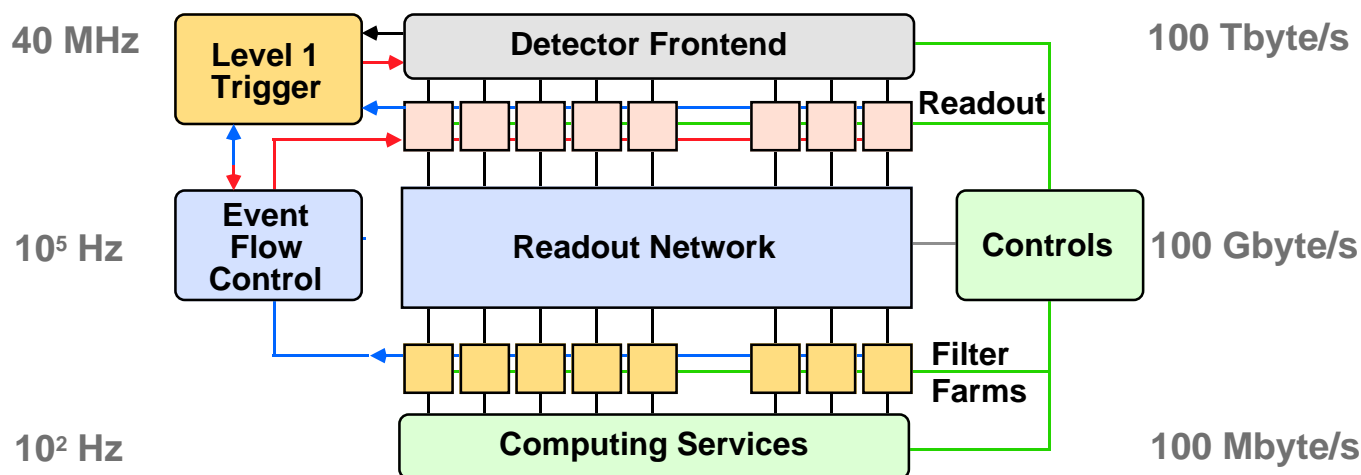 40 MHz
Level 1
Trigger
Detector Frontend
100 Tbyte/s
Readout
10⁵ Hz
Event
Flow
Control
Readout Network
Controls
100 Gbyte/s
Filter
Farms
10² Hz
Computing Services
100 Mbyte/s